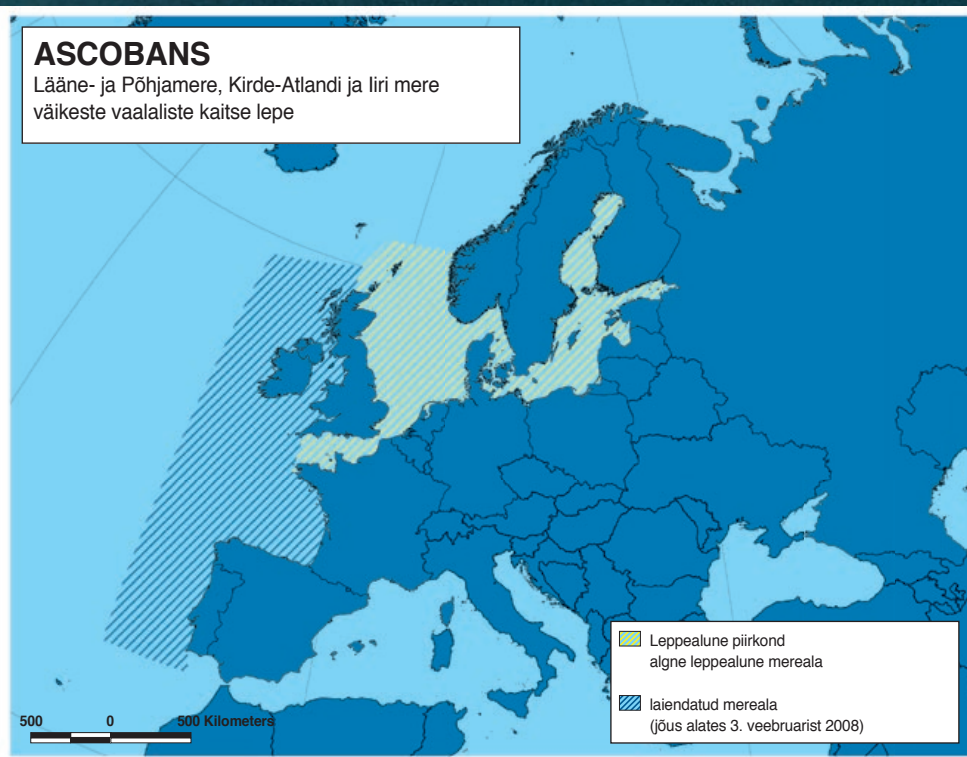 ASCOBANS
Lääne- ja Põhjamere, Kirde-Atlandi ja Iiri mere
väikeste vaalaliste kaitse lepe
Leppealune piirkond
algne leppealune mereala
laiendatud mereala
(jõus alates 3. veebruarist 2008)
500 0 500 Kilometers